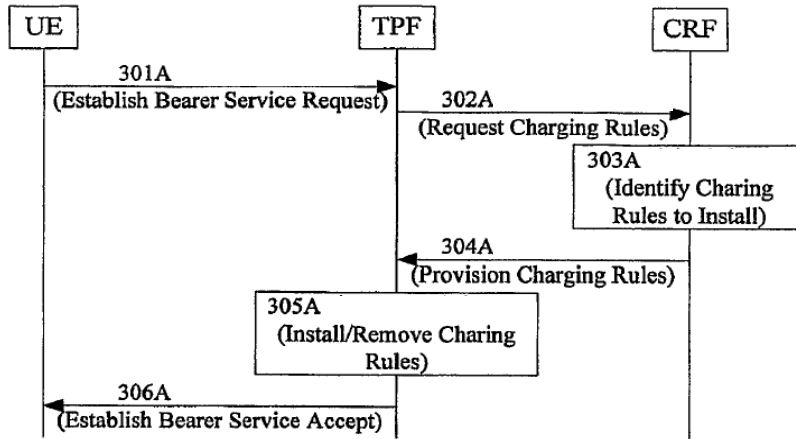 UE
TPF
CRF
301A
(Establish Bearer Service Request)
302A
(Request Charging Rules)
303A
(Identify Charing
Rules to Install)
304A
(Provision Charging Rules)
305A
(Install/Remove Charing
Rules)
306A
(Establish Bearer Service Accept)